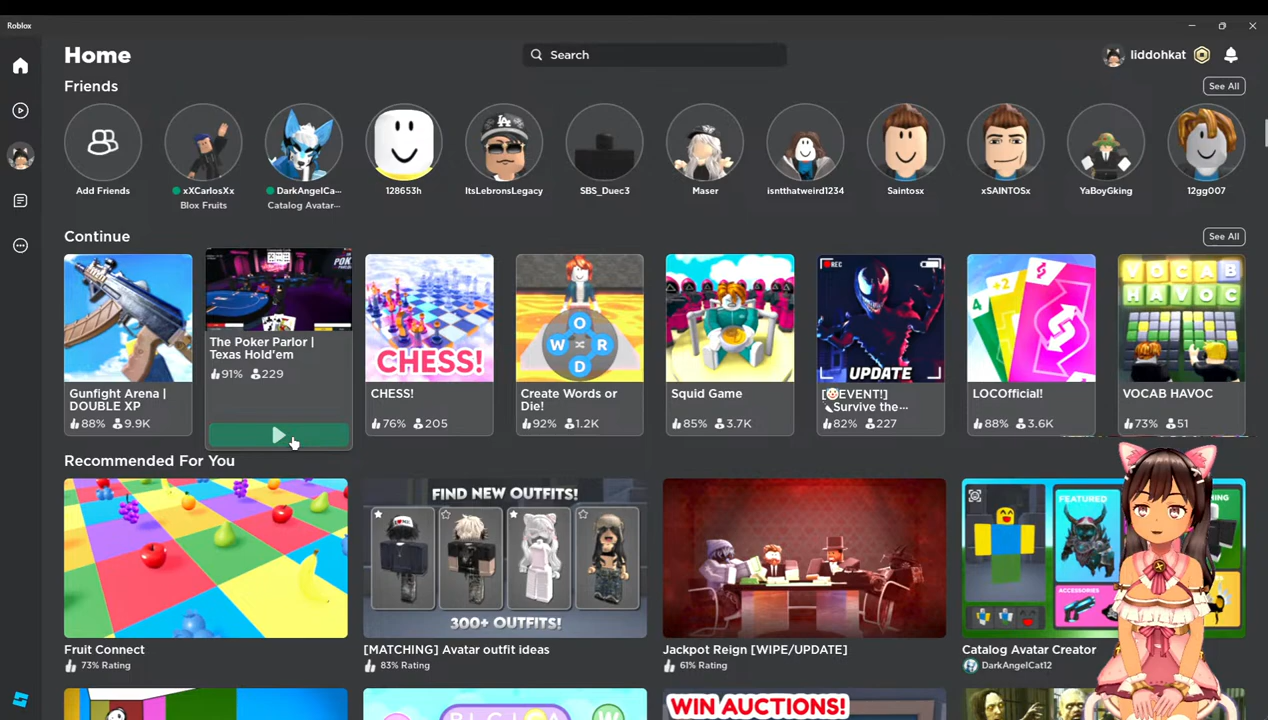 Roblox
Home
Search
liddohkat
Friends
See All
Add Friends
xXCarlosXx
Blox Fruits
DarkAngelCa...
Catalog Avatar...
128653h
ItsLebronsLegacy
SBS_Duec3
Maser
isntthatweird1234
Saintosx
xSAINTOSx
YaBoyGking
12gg007
Continue
See All
CHESS!
W O R D
REC
UPDATE
4 +2
VOCAB
HAVOC
Gunfight Arena |
DOUBLE XP
88% 9.9K
The Poker Parlor |
Texas Hold'em
91% 229
CHESS!
76% 205
Create Words or
Die!
92% 1.2K
Squid Game
85% 3.7K
[🤡EVENT!]
🔪Survive the...
82% 227
LOCOfficial!
88% 3.6K
VOCAB HAVOC
73% 51
Recommended For You
FIND NEW OUTFITS!
300+ OUTFITS!
FEATURED
ACCESSORIES
Fruit Connect
73% Rating
[MATCHING] Avatar outfit ideas
83% Rating
Jackpot Reign [WIPE/UPDATE]
61% Rating
Catalog Avatar Creator
DarkAngelCat12
WIN AUCTIONS!